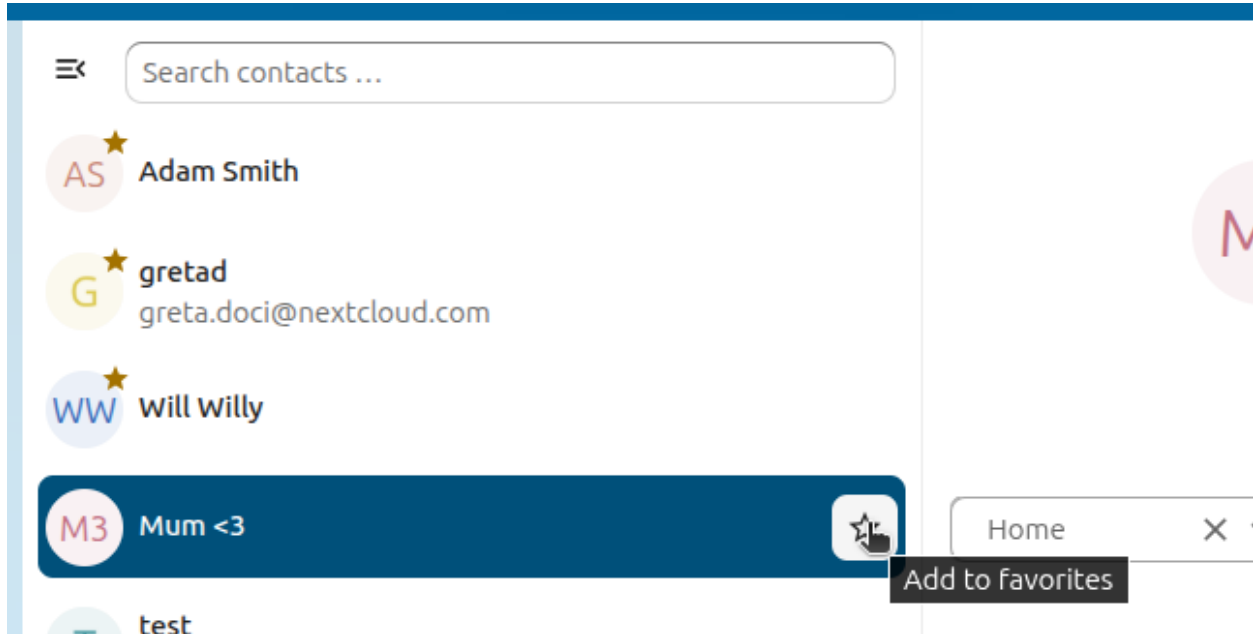 Search contacts ...
AS
Adam Smith
G
gretad
greta.doci@nextcloud.com
WW
Will Willy
M3
Mum <3
Home
Add to favorites
test